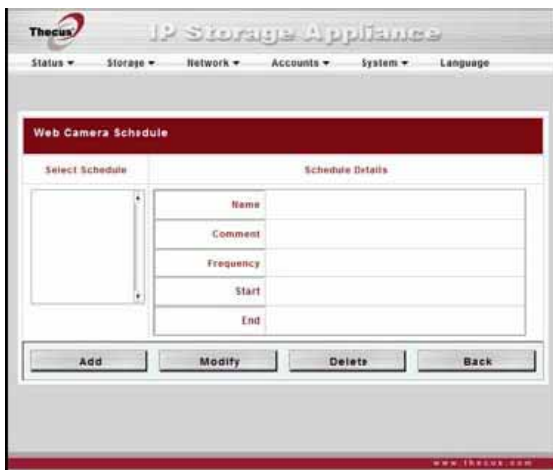 Thecus
IP Storage Appliance
Status Storage Network Accounts System Language
Web Camera Schedule
Select Schedule Schedule Details
Name
Comment
Frequency
Start
End
Add Modify Delete Back
www.thecus.com